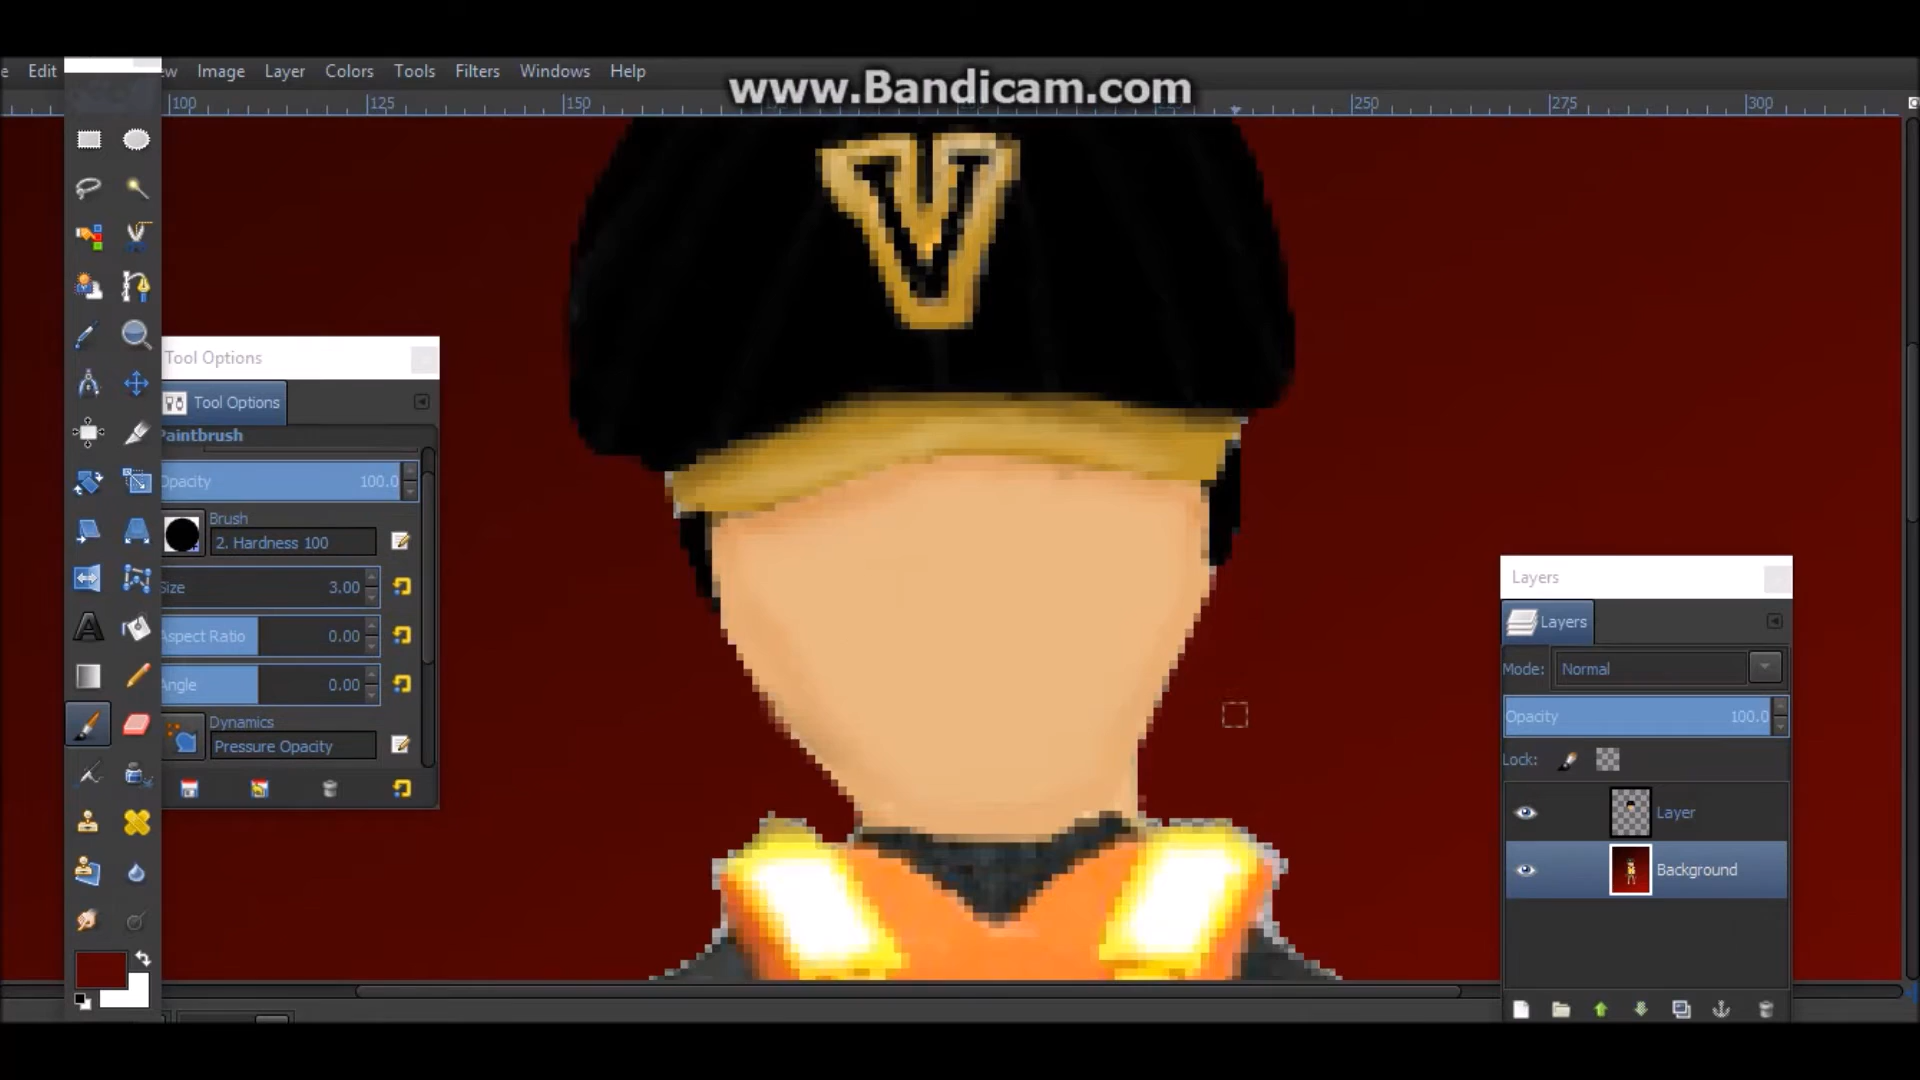 e Edit ew Image Layer Colors Tools Filters Windows Help
www.Bandicam.com
100 125 150 250 275 300
V
Tool Options
Tool Options
Paintbrush
Opacity 100.0
Brush
2. Hardness 100
Size 3.00
Aspect Ratio 0.00
Angle 0.00
Dynamics
Pressure Opacity
Layers
Layers
Mode: Normal
Opacity 100.0
Lock:
Layer
Background